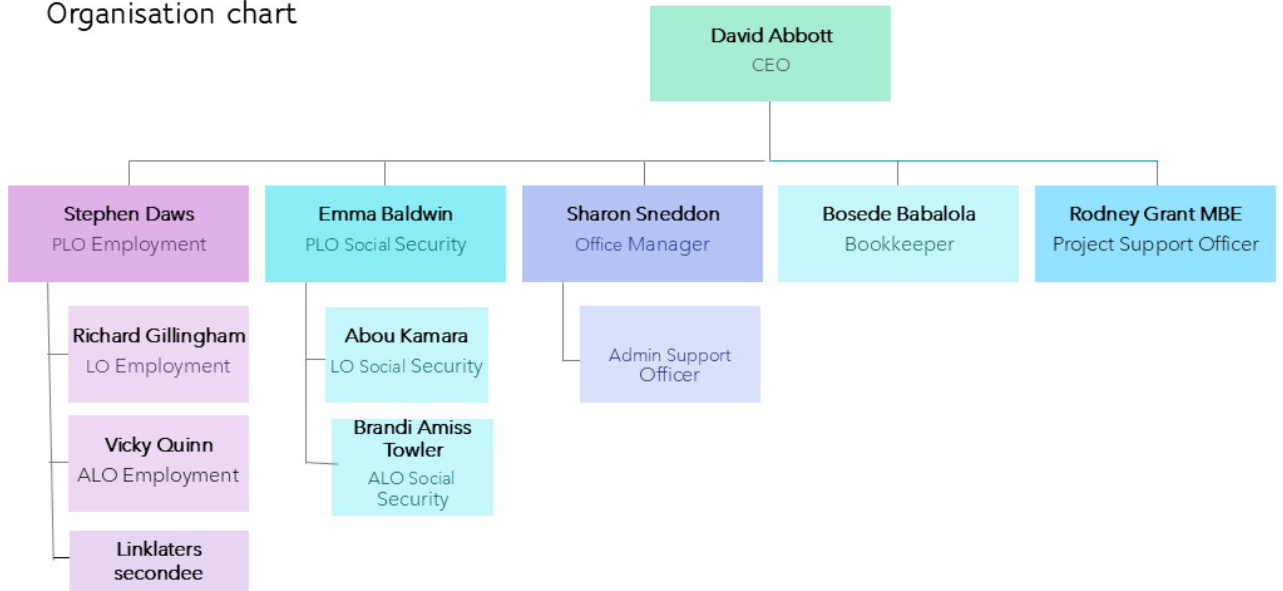 Organisation chart
David Abbott
CEO
Stephen Daws
PLO Employment
Emma Baldwin
PLO Social Security
Sharon Sneddon
Office Manager
Bosede Babalola
Bookkeeper
Rodney Grant MBE
Project Support Officer
Richard Gillingham
LO Employment
Vicky Quinn
ALO Employment
Linklaters
secondee
Abou Kamara
LO Social Security
Brandi Amiss
Towler
ALO Social
Security
Admin Support
Officer